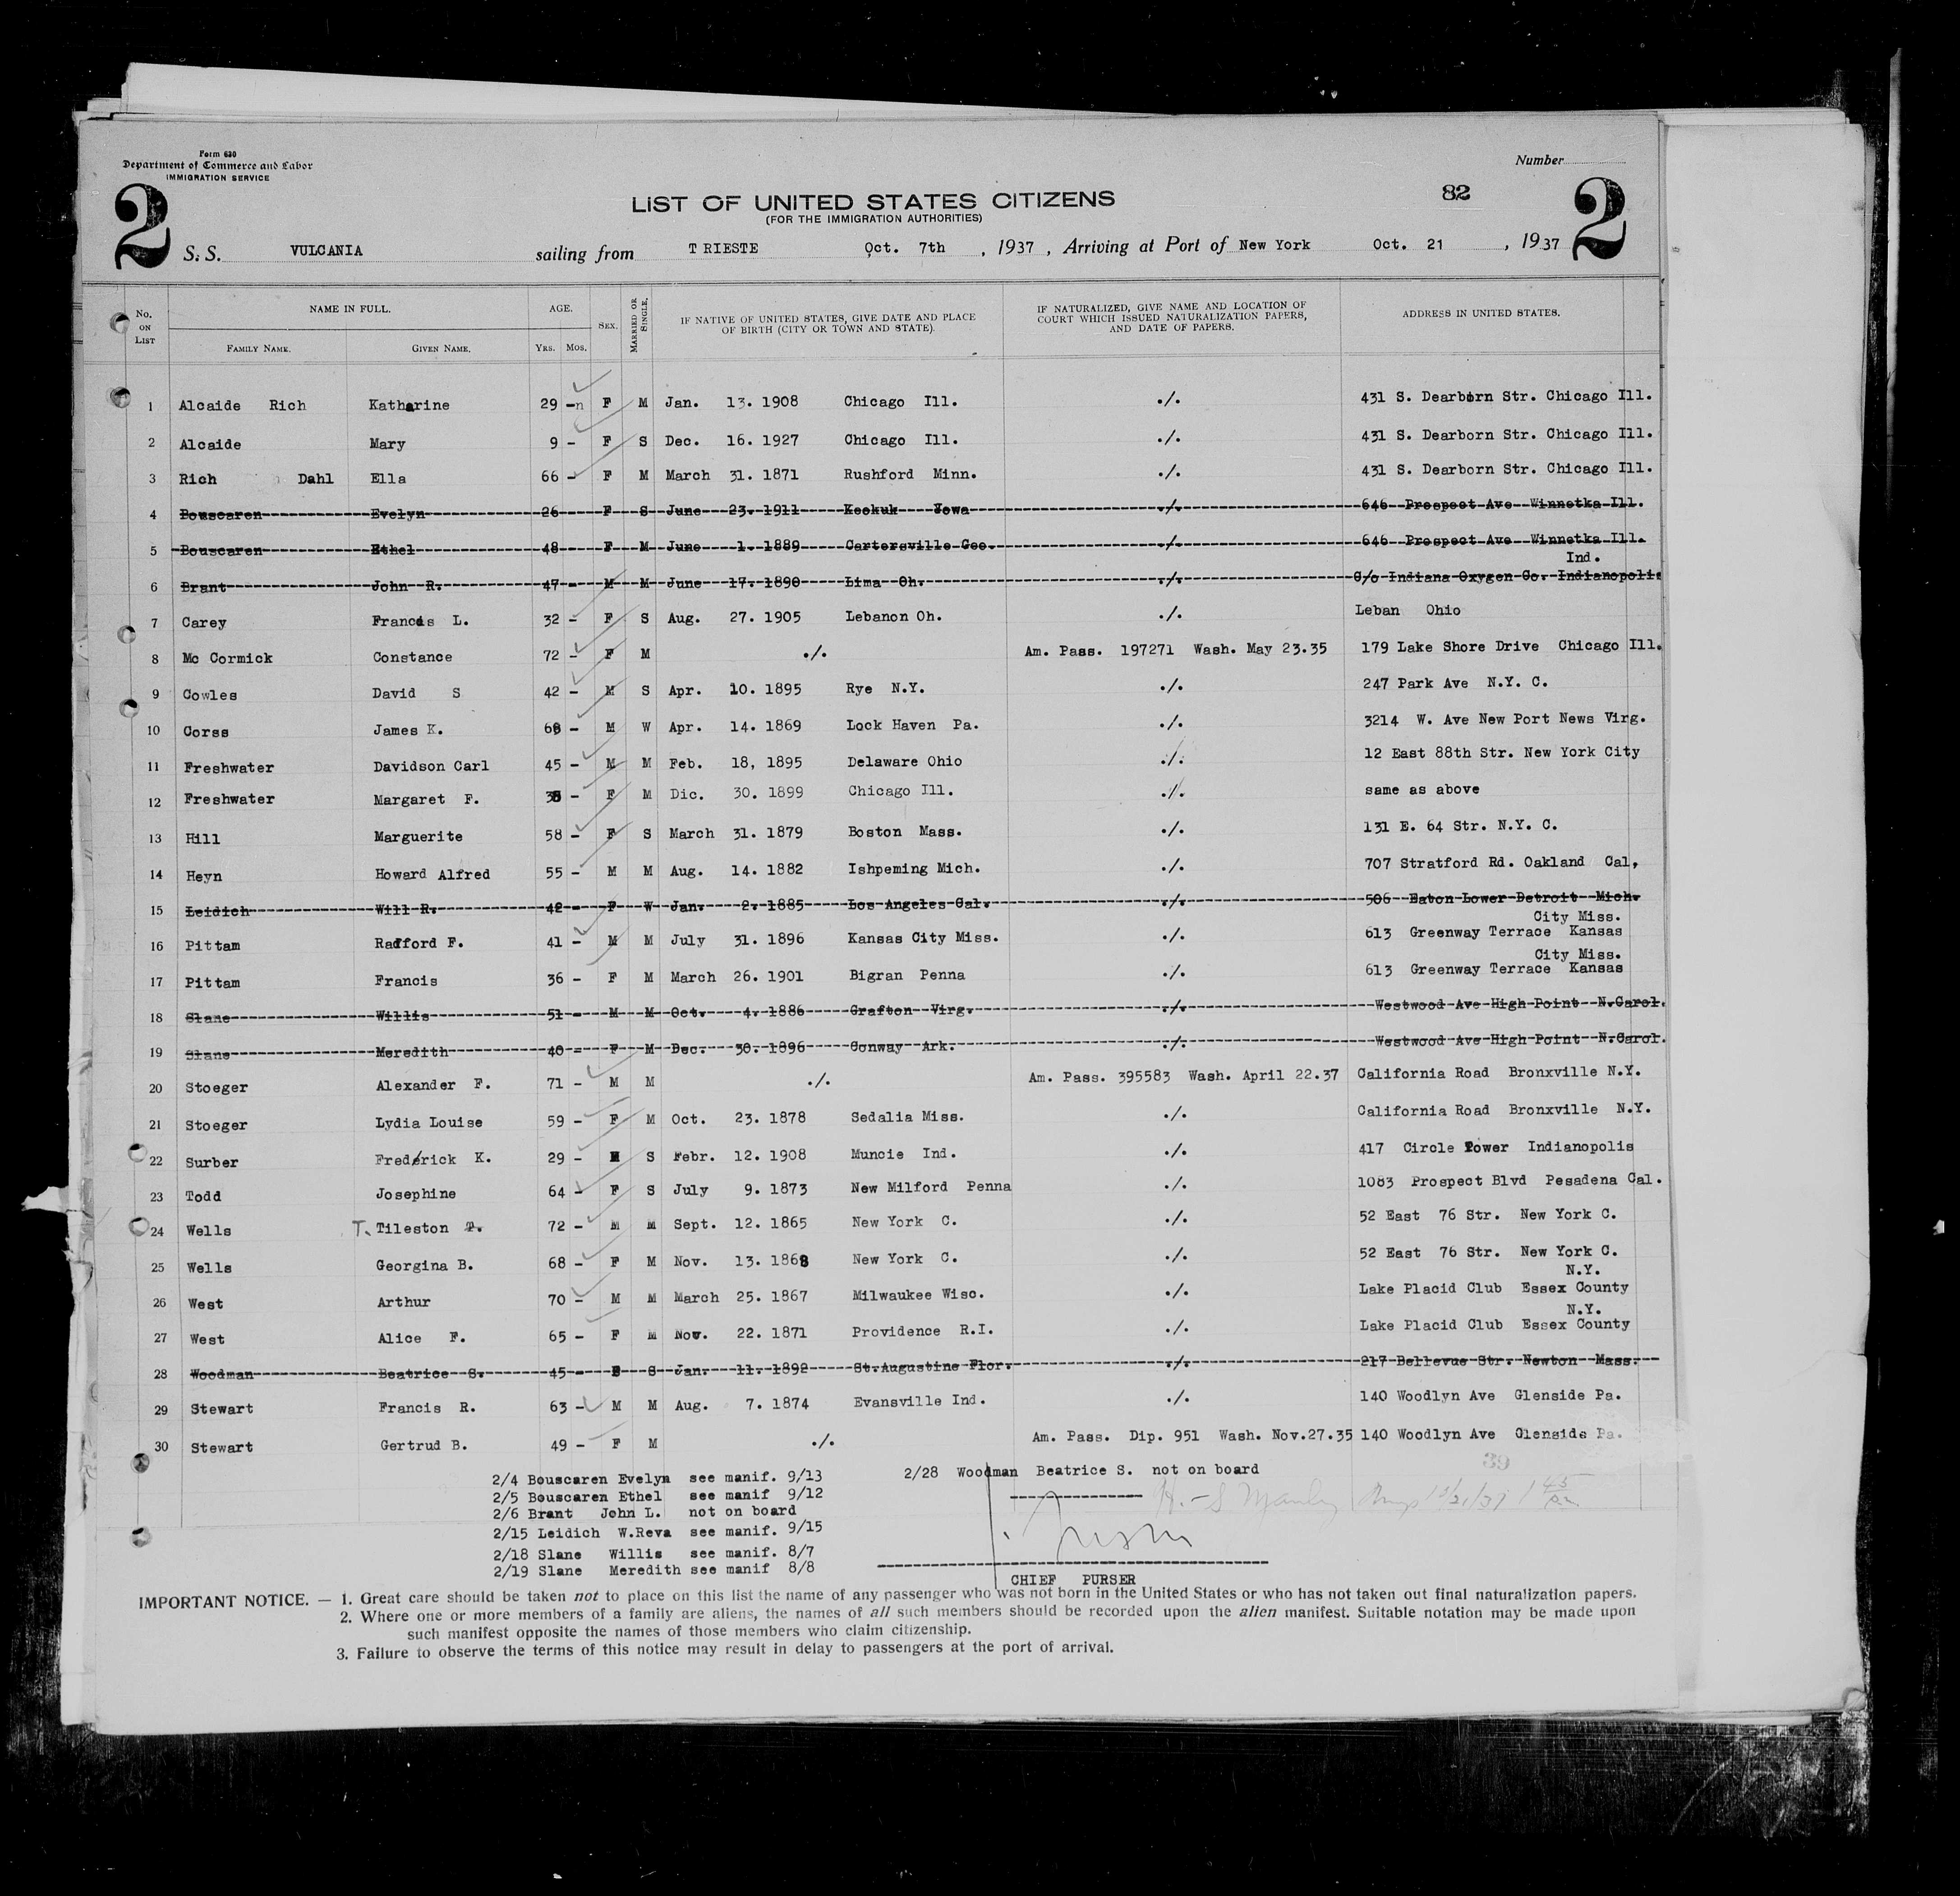 Form 630
Department of Commerce and Labor
IMMIGRATION SERVICE
Number
2 2
82
LIST OF UNITED STATES CITIZENS
(FOR THE IMMIGRATION AUTHORITIES)
S. S. VULCANIA sailing from TRIESTE Oct. 7th , 1937 , Arriving at Port of New York Oct. 21 , 1937
No. ON LIST NAME IN FULL. FAMILY NAME. GIVEN NAME. AGE. YRS. MOS. SEX. MARRIED OR SINGLE. IF NATIVE OF UNITED STATES, GIVE DATE AND PLACE OF BIRTH (CITY OR TOWN AND STATE). IF NATURALIZED, GIVE NAME AND LOCATION OF COURT WHICH ISSUED NATURALIZATION PAPERS, AND DATE OF PAPERS. ADDRESS IN UNITED STATES.
1 Alcaide Rich Katharine 29 - F M Jan. 13. 1908 Chicago Ill. ./. 431 S. Dearborn Str. Chicago Ill.
2 Alcaide Mary 9 - F S Dec. 16. 1927 Chicago Ill. ./. 431 S. Dearborn Str. Chicago Ill.
3 Rich Dahl Ella 66 - F M March 31. 1871 Rushford Minn. ./. 431 S. Dearborn Str. Chicago Ill.
4 Bouscaren Evelyn 26 F S June 23. 1911 Keokuk Iowa ./. 646 Prospect Ave Winnetka Ill.
5 Bouscaren Ethel 48 F M June 1. 1889 Cartersville Geo. ./. 646 Prospect Ave Winnetka Ill.
6 Brant John R. 47 - M M June 17. 1890 Lima Oh. ./. C/o Indiana Oxygen Co. Indianopolis Ind.
7 Carey Francis L. 32 - F S Aug. 27. 1905 Lebanon Oh. ./. Leban Ohio
8 Mc Cormick Constance 72 - F M ./. Am. Pass. 197271 Wash. May 23.35 179 Lake Shore Drive Chicago Ill.
9 Cowles David S 42 - M S Apr. 10. 1895 Rye N.Y. ./. 247 Park Ave N.Y. C.
10 Corss James K. 68 - M W Apr. 14. 1869 Lock Haven Pa. ./. 3214 W. Ave New Port News Virg.
11 Freshwater Davidson Carl 45 - M M Feb. 18, 1895 Delaware Ohio ./. 12 East 88th Str. New York City
12 Freshwater Margaret F. - F M Dic. 30. 1899 Chicago Ill. ./. same as above
13 Hill Marguerite 58 - F S March 31. 1879 Boston Mass. ./. 131 E. 64 Str. N.Y. C.
14 Heyn Howard Alfred 55 - M M Aug. 14. 1882 Ishpeming Mich. ./. 707 Stratford Rd. Oakland Cal,
15 Leidich Will R. 42 - F W Jan. 2. 1885 Los Angeles Cal. ./. 506 Eaton Lower Detroit Mich.
16 Pittam Radford F. 41 - M M July 31. 1896 Kansas City Miss. ./. 613 Greenway Terrace Kansas City Miss.
17 Pittam Francis 36 - F M March 26. 1901 Bigran Penna ./. 613 Greenway Terrace Kansas City Miss.
18 Slane Willis 51 - M M Oct. 4. 1886 Grafton Virg. ./. Westwood Ave High Point N.Carol.
19 Slane Meredith 40 - F M Dec. 30. 1896 Conway Ark. ./. Westwood Ave High Point N.Carol.
20 Stoeger Alexander F. 71 - M M ./. Am. Pass. 395583 Wash. April 22.37 California Road Bronxville N.Y.
21 Stoeger Lydia Louise 59 - F M Oct. 23. 1878 Sedalia Miss. ./. California Road Bronxville N.Y.
22 Surber Frederick K. 29 - M S Febr. 12. 1908 Muncie Ind. ./. 417 Circle Tower Indianopolis
23 Todd Josephine 64 - F S July 9. 1873 New Milford Penna ./. 1083 Prospect Blvd Pesadena Cal.
24 Wells T. Tileston T. 72 - M M Sept. 12. 1865 New York C. ./. 52 East 76 Str. New York C.
25 Wells Georgina B. 68 - F M Nov. 13. 1868 New York C. ./. 52 East 76 Str. New York C.
26 West Arthur 70 - M M March 25. 1867 Milwaukee Wisc. ./. Lake Placid Club Essex County N.Y.
27 West Alice F. 65 - F M Nov. 22. 1871 Providence R.I. ./. Lake Placid Club Essex County N.Y.
28 Woodman Beatrice S. 45 - S Jan. 11. 1892 St.Augustine Flor. ./. 217 Bellevue Str. Newton Mass.
29 Stewart Francis R. 63 - M M Aug. 7. 1874 Evansville Ind. ./. 140 Woodlyn Ave Glenside Pa.
30 Stewart Gertrud B. 49 - F M ./. Am. Pass. Dip. 951 Wash. Nov.27.35 140 Woodlyn Ave Glenside Pa.
39
2/4 Bouscaren Evelyn see manif. 9/13
2/5 Bouscaren Ethel see manif 9/12
2/6 Brant John L. not on board
2/15 Leidich W.Reva see manif. 9/15
2/18 Slane Willis see manif. 8/7
2/19 Slane Meredith see manif 8/8
2/28 Woodman Beatrice S. not on board
CHIEF PURSER
IMPORTANT NOTICE. — 1. Great care should be taken not to place on this list the name of any passenger who was not born in the United States or who has not taken out final naturalization papers.
2. Where one or more members of a family are aliens, the names of all such members should be recorded upon the alien manifest. Suitable notation may be made upon
such manifest opposite the names of those members who claim citizenship.
3. Failure to observe the terms of this notice may result in delay to passengers at the port of arrival.